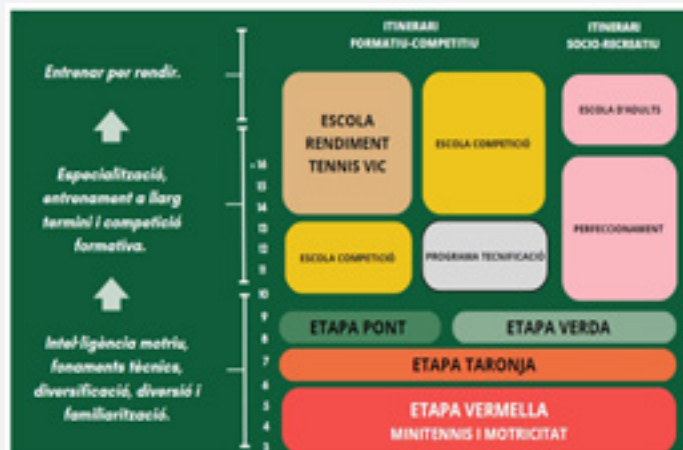 ITINERARI
FORMATIU-COMPETITIU
ITINERARI
SOCIO-RECREATIU
Entrenar per rendir.
Especialització,
entrenament a llarg
termini i competició
formativa.
Intel·ligència motriu,
fonaments tècnics,
diversificació, diversió i
familiarització.
+16
15
14
13
12
11
10
9
8
7
6
5
4
3
ESCOLA
RENDIMENT
TENNIS VIC
ESCOLA COMPETICIÓ
ESCOLA D'ADULTS
PERFECCIONAMENT
ESCOLA COMPETICIÓ
PROGRAMA TECNIFICACIÓ
ETAPA PONT
ETAPA VERDA
ETAPA TARONJA
ETAPA VERMELLA
MINITENNIS I MOTRICITAT